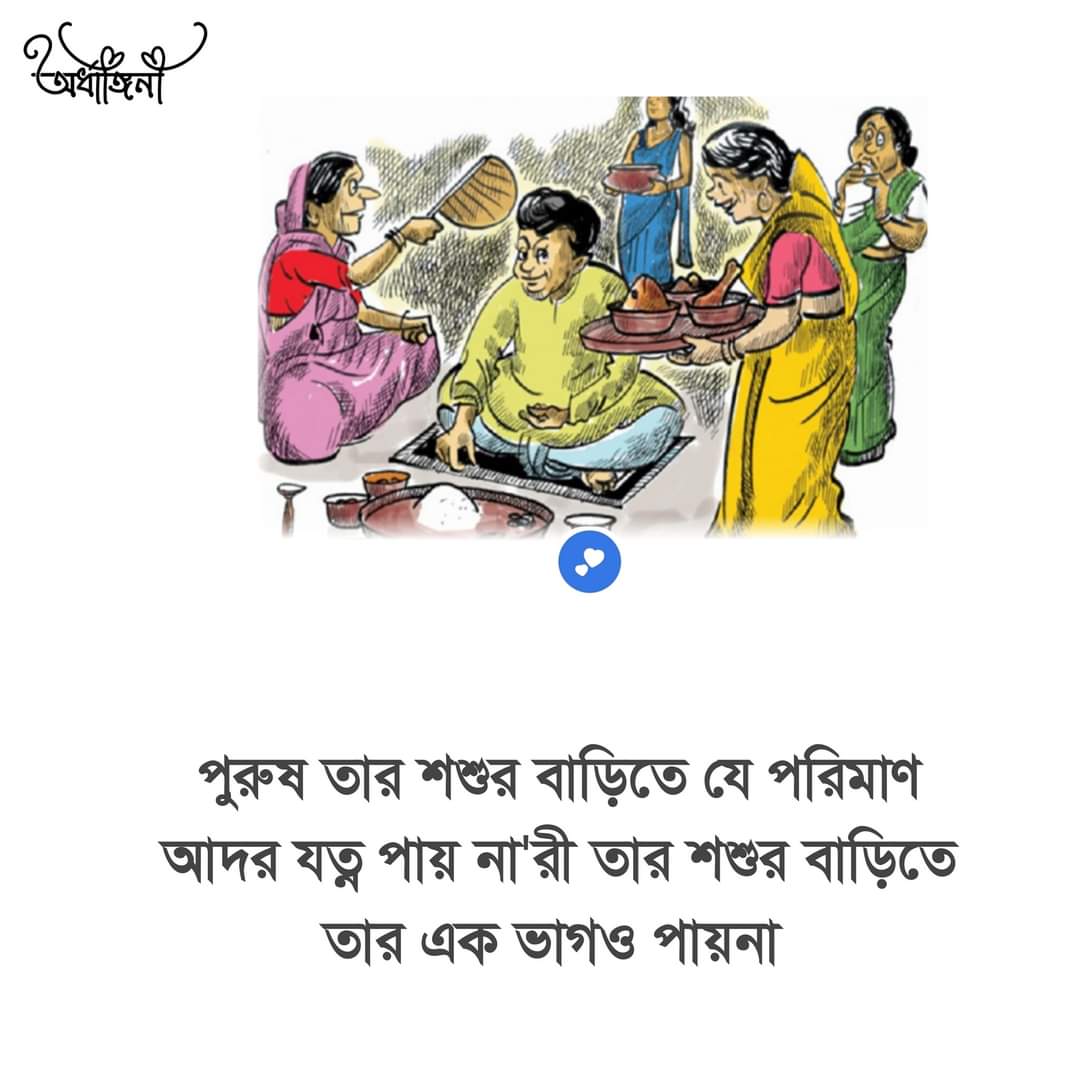 অর্ধাঙ্গিনী
পুরুষ তার শশুর বাড়িতে যে পরিমাণ
আদর যত্ন পায় না'রী তার শশুর বাড়িতে
তার এক ভাগও পায়না